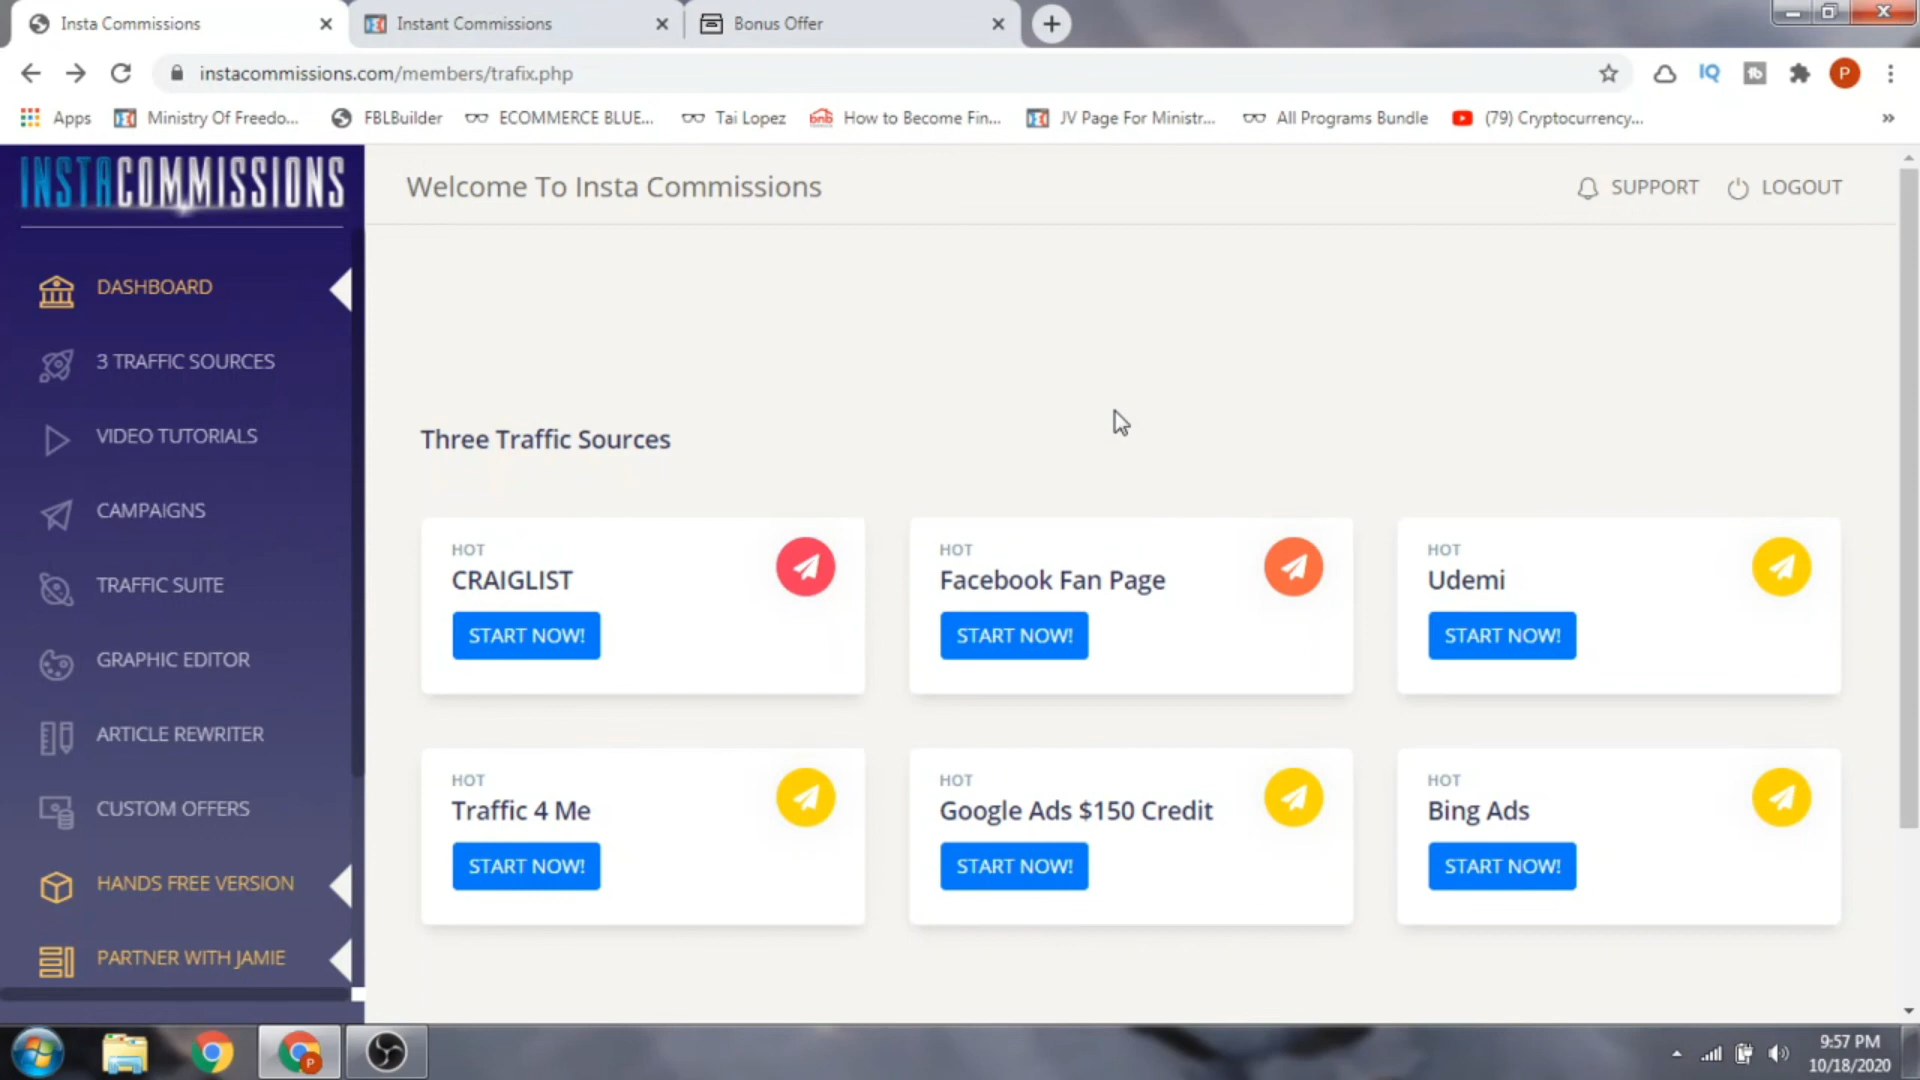 Insta Commissions
Instant Commissions
Bonus Offer
instacommissions.com/members/trafix.php
IQ
tb
P
Apps
Ministry Of Freedo...
FBLBuilder
ECOMMERCE BLUE...
Tai Lopez
bnb
How to Become Fin...
JV Page For Ministr...
All Programs Bundle
(79) Cryptocurrency...
»
INSTACOMMISSIONS
Welcome To Insta Commissions
SUPPORT
LOGOUT
DASHBOARD
3 TRAFFIC SOURCES
VIDEO TUTORIALS
CAMPAIGNS
TRAFFIC SUITE
GRAPHIC EDITOR
ARTICLE REWRITER
CUSTOM OFFERS
HANDS FREE VERSION
PARTNER WITH JAMIE
Three Traffic Sources
HOT
CRAIGLIST
START NOW!
HOT
Facebook Fan Page
START NOW!
HOT
Udemi
START NOW!
HOT
Traffic 4 Me
START NOW!
HOT
Google Ads $150 Credit
START NOW!
HOT
Bing Ads
START NOW!
P
9:57 PM
10/18/2020